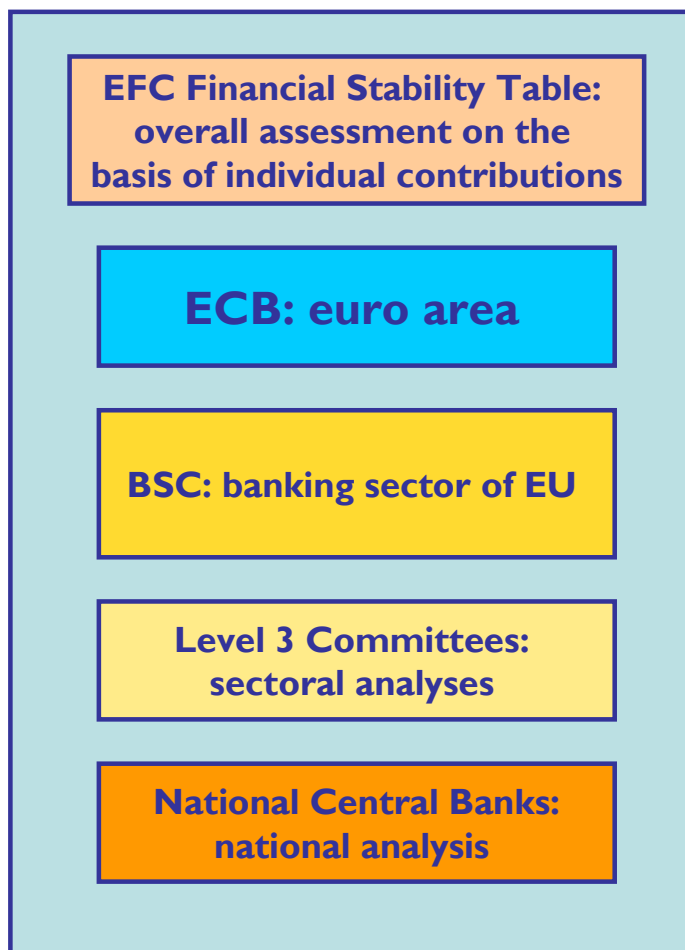 EFC Financial Stability Table:
overall assessment on the
basis of individual contributions
ECB: euro area
BSC: banking sector of EU
Level 3 Committees:
sectoral analyses
National Central Banks:
national analysis